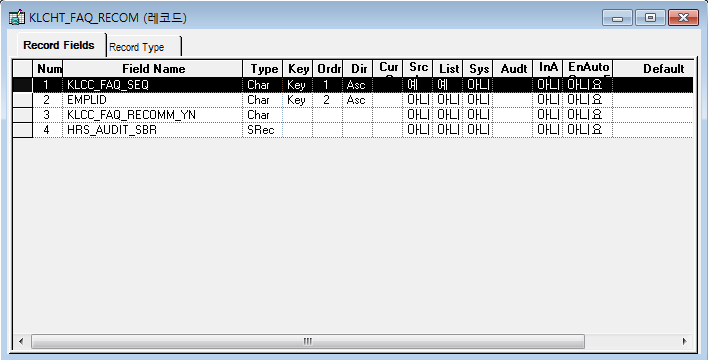 KLCHT_FAQ_RECOM (레코드)
Record Fields Record Type
Num Field Name Type Key Ordr Dir Cur Src List Sys Audt InA EnAuto Default
1 KLCC_FAQ_SEQ Char Key 1 Asc 예 예 아니 아니 아니요
2 EMPLID Char Key 2 Asc 아니 아니 아니 아니 아니요
3 KLCC_FAQ_RECOMM_YN Char 아니 아니 아니 아니 아니요
4 HRS_AUDIT_SBR SRec 아니 아니 아니 아니 아니요